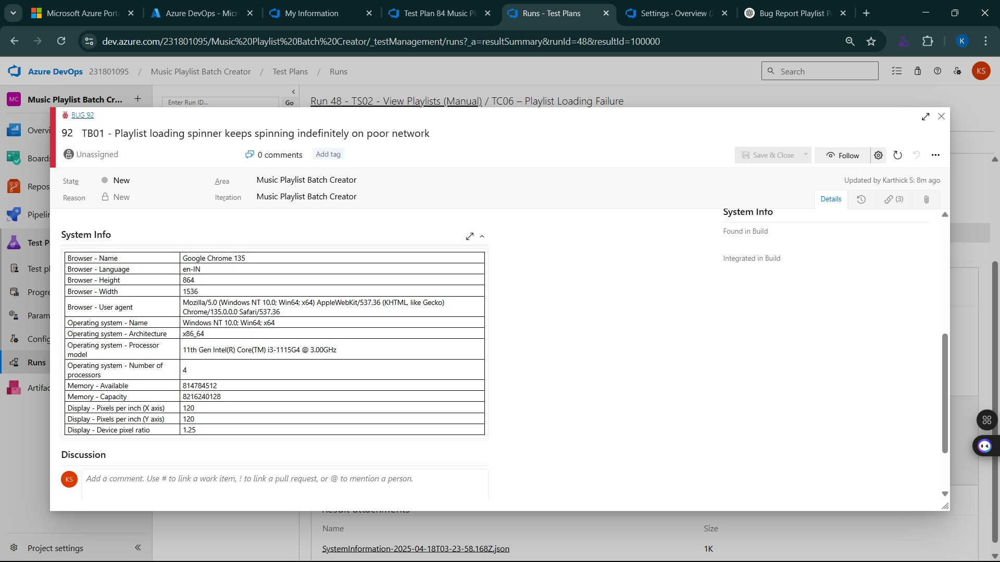 Microsoft Azure Port
Azure DevOps - Micr
My Information
Test Plan 84 Music Pl
Runs - Test Plans
Settings · Overview (
Bug Report Playlist P
dev.azure.com/231801095/Music%20Playlist%20Batch%20Creator/_testManagement/runs?_a=resultSummary&runId=48&resultId=100000
K
Azure DevOps 231801095 / Music Playlist Batch Creator / Test Plans / Runs
Search
KS
MC Music Playlist Batch Cr... +
Enter Run ID...
Go
Run 48 - TS02 - View Playlists (Manual) / TC06 – Playlist Loading Failure
Overvi
Boards
Repos
Pipelin
Test P
Test pl
Progre
Param
Config
Runs
Artifac
Project settings
BUG 92
92 TB01 - Playlist loading spinner keeps spinning indefinitely on poor network
Unassigned
0 comments
Add tag
Save & Close
Follow
State
New
Area
Music Playlist Batch Creator
Updated by Karthick S: 8m ago
Reason
New
Iteration
Music Playlist Batch Creator
Details
(3)
System Info
System Info
Found in Build
Integrated in Build
Browser - Name Google Chrome 135
Browser - Language en-IN
Browser - Height 864
Browser - Width 1536
Browser - User agent Mozilla/5.0 (Windows NT 10.0; Win64; x64) AppleWebKit/537.36 (KHTML, like Gecko)
Chrome/135.0.0.0 Safari/537.36
Operating system - Name Windows NT 10.0; Win64; x64
Operating system - Architecture x86_64
Operating system - Processor
model 11th Gen Intel(R) Core(TM) i3-1115G4 @ 3.00GHz
Operating system - Number of
processors 4
Memory - Available 814784512
Memory - Capacity 8216240128
Display - Pixels per inch (X axis) 120
Display - Pixels per inch (Y axis) 120
Display - Device pixel ratio 1.25
Discussion
KS
Add a comment. Use # to link a work item, ! to link a pull request, or @ to mention a person.
Result attachments
Name
Size
SystemInformation-2025-04-18T03-23-58.168Z.json
1K